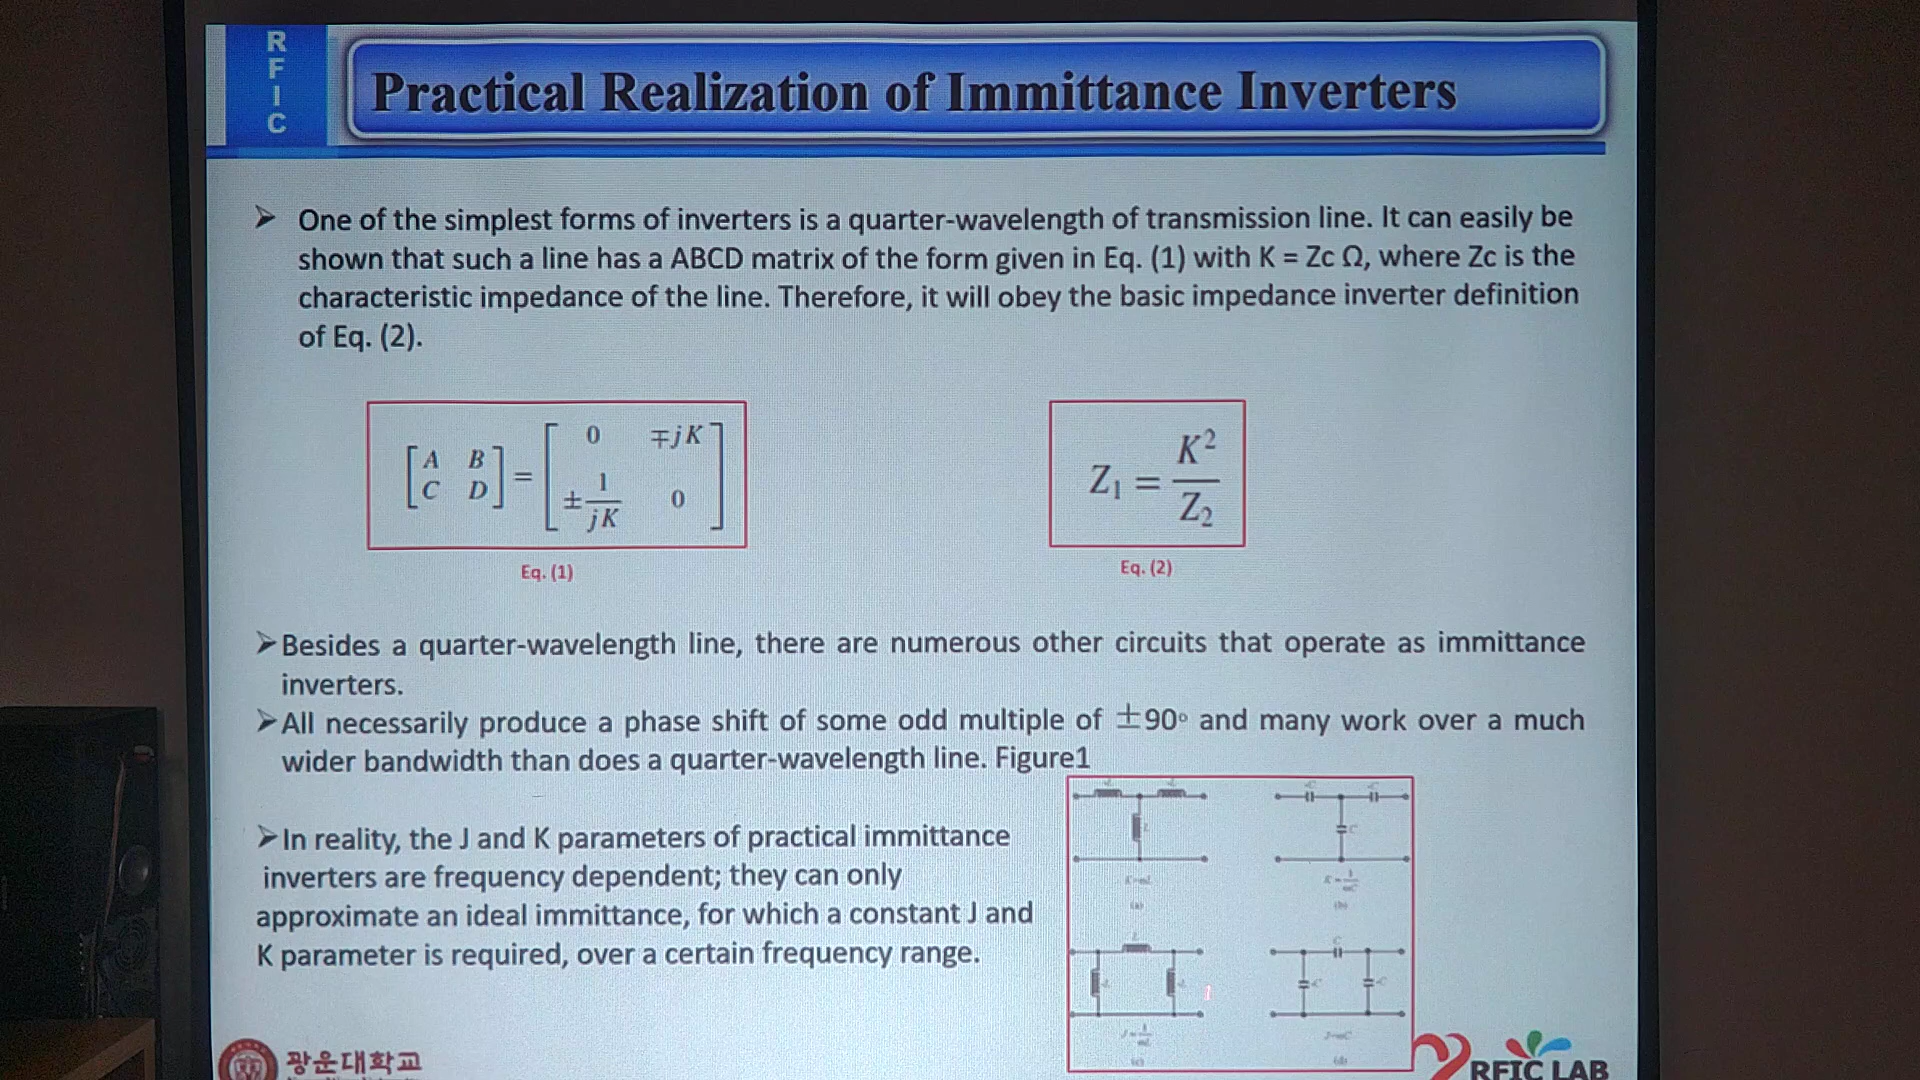 RFIC
Practical Realization of Immittance Inverters
➢ One of the simplest forms of inverters is a quarter-wavelength of transmission line. It can easily be
shown that such a line has a ABCD matrix of the form given in Eq. (1) with K = Zc Ω, where Zc is the
characteristic impedance of the line. Therefore, it will obey the basic impedance inverter definition
of Eq. (2).
[A B; C D] = [0 ∓jK; ±1/jK 0]
Eq. (1)
Z₁ = K²/Z₂
Eq. (2)
➢ Besides a quarter-wavelength line, there are numerous other circuits that operate as immittance
inverters.
➢ All necessarily produce a phase shift of some odd multiple of ±90° and many work over a much
wider bandwidth than does a quarter-wavelength line. Figure1
➢ In reality, the J and K parameters of practical immittance
inverters are frequency dependent; they can only
approximate an ideal immittance, for which a constant J and
K parameter is required, over a certain frequency range.
광운대학교
RFIC LAB